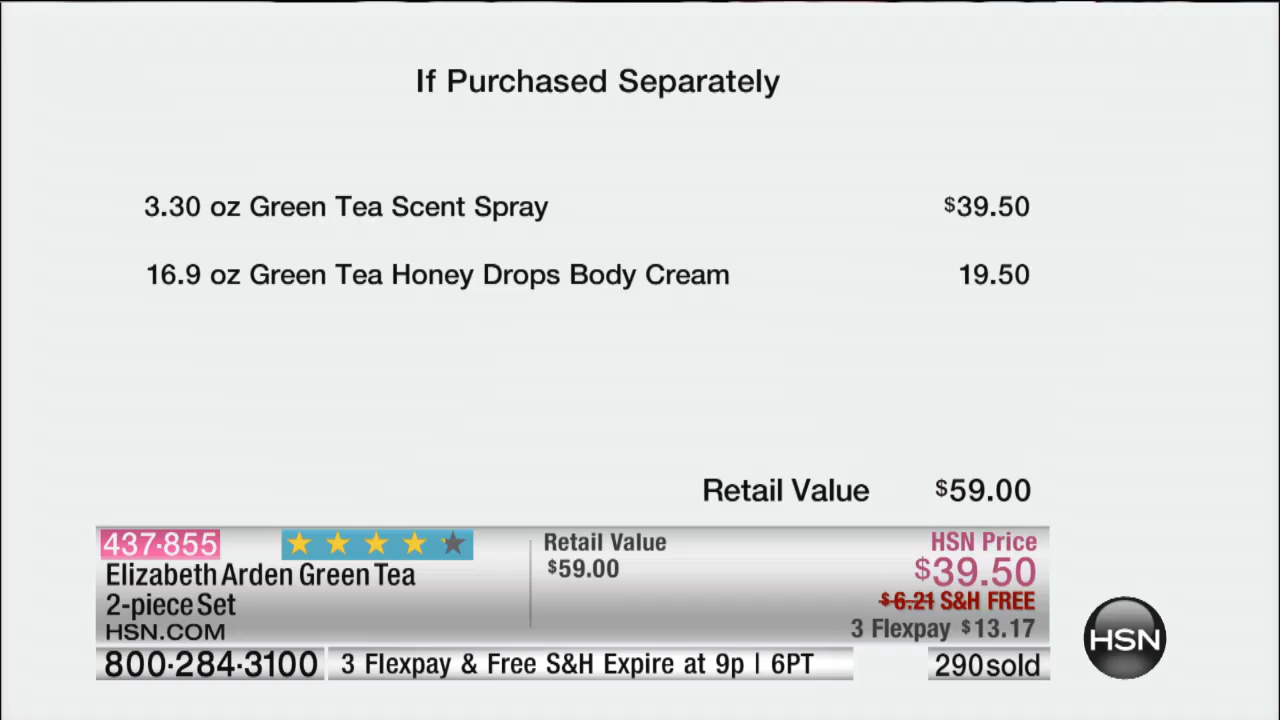 If Purchased Separately
3.30 oz Green Tea Scent Spray $39.50
16.9 oz Green Tea Honey Drops Body Cream 19.50
Retail Value $59.00
437·855
Elizabeth Arden Green Tea
2-piece Set
HSN.COM
Retail Value
$59.00
HSN Price
$39.50
$6.21 S&H FREE
3 Flexpay $13.17
800·284·3100
3 Flexpay & Free S&H Expire at 9p | 6PT
290 sold
HSN